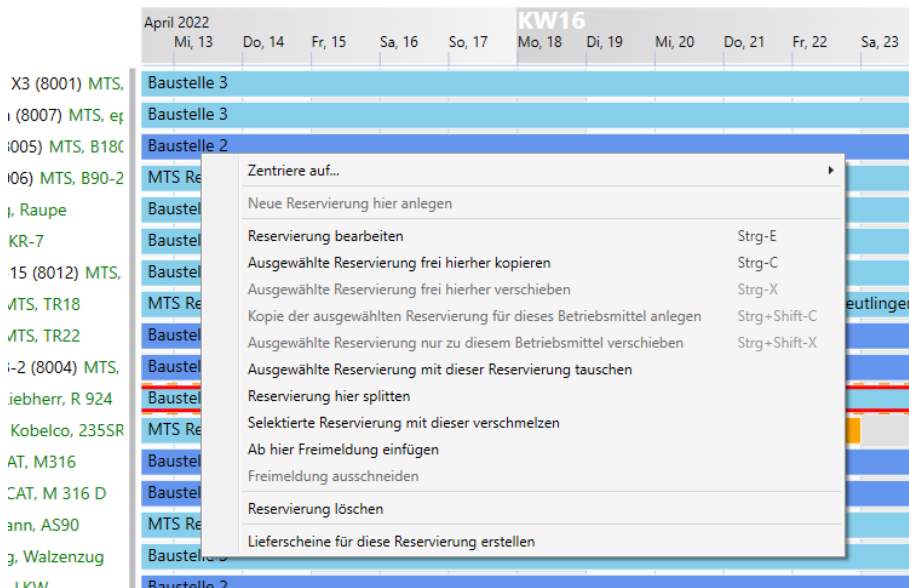 April 2022 KW16
Mi, 13 Do, 14 Fr, 15 Sa, 16 So, 17 Mo, 18 Di, 19 Mi, 20 Do, 21 Fr, 22 Sa, 23
X3 (8001) MTS, Baustelle 3
(8007) MTS, Baustelle 3
MTS, Baustelle 2
MTS, B90-2 MTS
Raupe
KR-7
15 (8012) MTS,
TR18 MTS
TR22
-2 (8004) MTS,
R 924
Kobelco, MTS
M316
CAT, M 316 D
AS90 MTS
Walzenzug
Baustelle 2
Zentriere auf...
Neue Reservierung hier anlegen
Reservierung bearbeiten Strg-E
Ausgewählte Reservierung frei hierher kopieren Strg-C
Ausgewählte Reservierung frei hierher verschieben Strg-X
Kopie der ausgewählten Reservierung für dieses Betriebsmittel anlegen Strg+Shift-C
Ausgewählte Reservierung nur zu diesem Betriebsmittel verschieben Strg+Shift-X
Ausgewählte Reservierung mit dieser Reservierung tauschen
Reservierung hier splitten
Selektierte Reservierung mit dieser verschmelzen
Ab hier Freimeldung einfügen
Freimeldung ausschneiden
Reservierung löschen
Lieferscheine für diese Reservierung erstellen